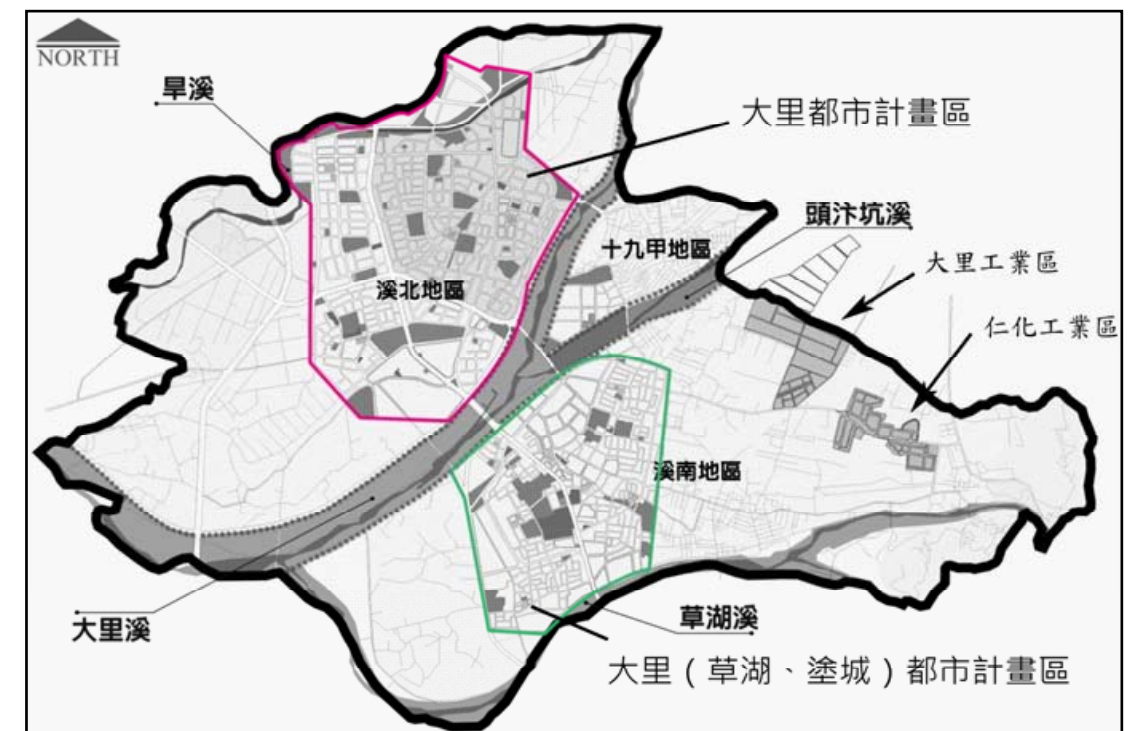 NORTH
旱溪
大里都市計畫區
頭汴坑溪
十九甲地區
大里工業區
溪北地區
仁化工業區
溪南地區
大里溪
草湖溪
大里（草湖、塗城）都市計畫區